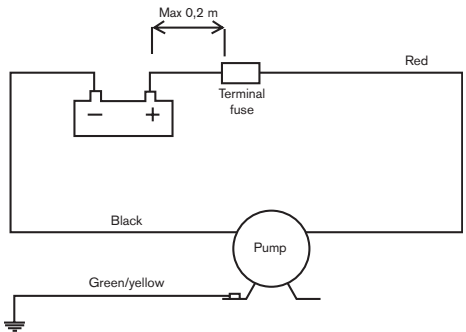 Max 0,2 m
Red
Terminal
fuse
− +
Black
Pump
Green/yellow